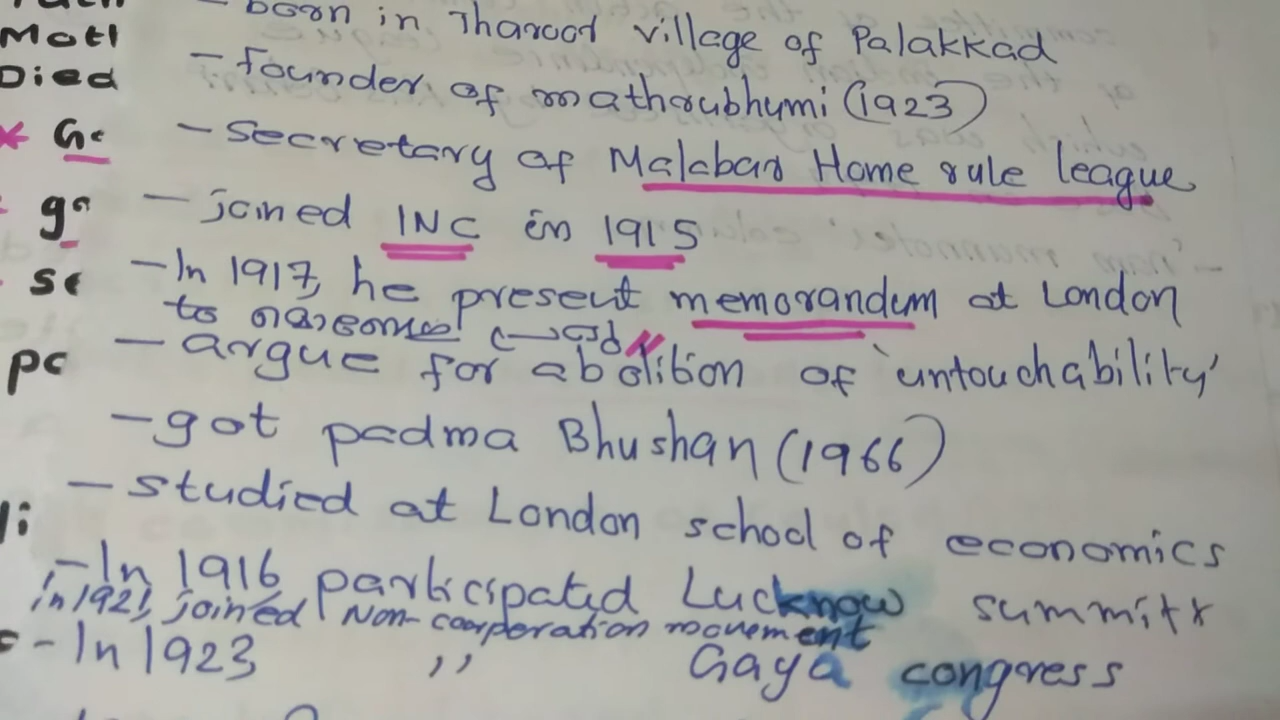 Motl
Died
- born in Tharoor village of Palakkad
- founder of mathrubhumi (1923)
- secretary of Malabar Home rule league
- joined INC in 1915
- In 1917, he present memorandum at London
to
- argue for abolition of 'untouchability'
- got padma Bhushan (1966)
- studied at London school of economics
- In 1916 participated Lucknow summit
in 1921, joined Non-cooperation movement
- In 1923 ,, Gaya congress